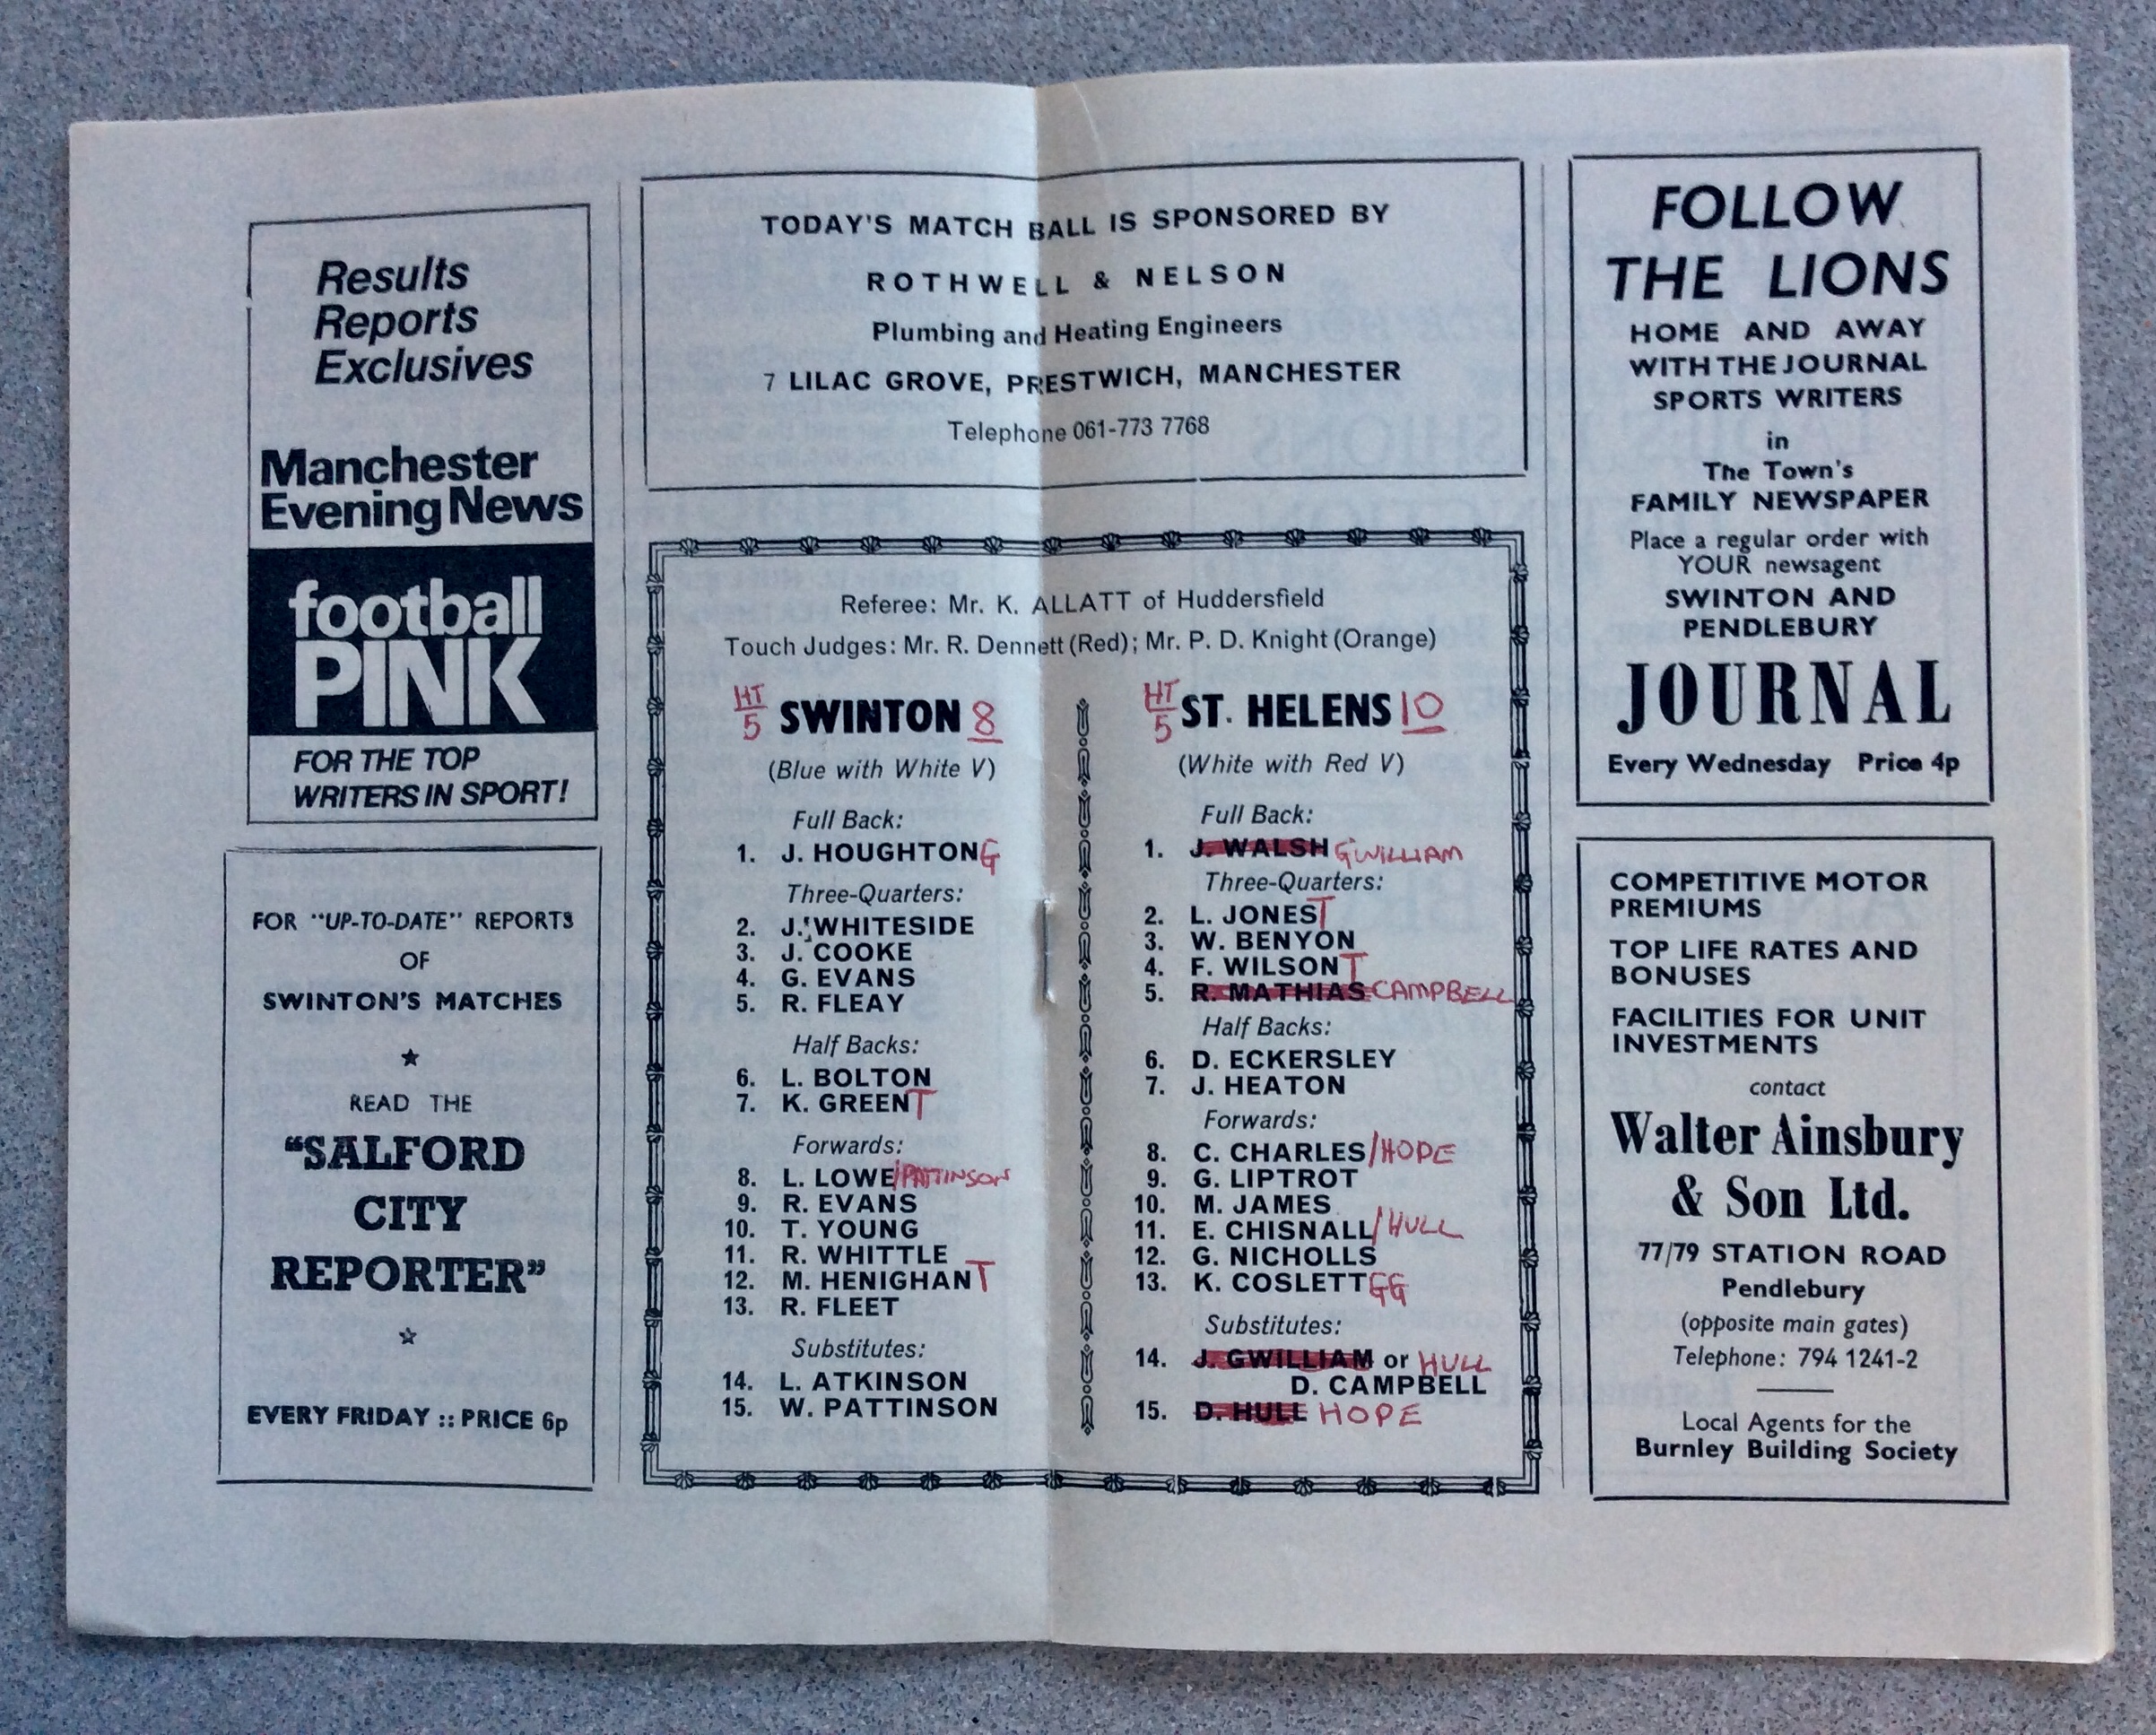 Results
Reports
Exclusives
Manchester
Evening News
football
PINK
FOR THE TOP
WRITERS IN SPORT!
FOR "UP-TO-DATE" REPORTS
OF
SWINTON'S MATCHES
READ THE
"SALFORD
CITY
REPORTER"
EVERY FRIDAY :: PRICE 6p
TODAY'S MATCH BALL IS SPONSORED BY
ROTHWELL & NELSON
Plumbing and Heating Engineers
7 LILAC GROVE, PRESTWICH, MANCHESTER
Telephone 061-773 7768
Referee: Mr. K. ALLATT of Huddersfield
Touch Judges: Mr. R. Dennett (Red); Mr. P. D. Knight (Orange)
HT
5 SWINTON 8
(Blue with White V)
Full Back:
1. J. HOUGHTON G
Three-Quarters:
2. J. WHITESIDE
3. J. COOKE
4. G. EVANS
5. R. FLEAY
Half Backs:
6. L. BOLTON
7. K. GREEN T
Forwards:
8. L. LOWE/PATTINSON
9. R. EVANS
10. T. YOUNG
11. R. WHITTLE
12. M. HENIGHAN T
13. R. FLEET
Substitutes:
14. L. ATKINSON
15. W. PATTINSON
HT
5 ST. HELENS 10
(White with Red V)
Full Back:
1. J. WALSH GWILLIAM
Three-Quarters:
2. L. JONES T
3. W. BENYON
4. F. WILSON T
5. R. MATHIAS CAMPBELL
Half Backs:
6. D. ECKERSLEY
7. J. HEATON
Forwards:
8. C. CHARLES/HOPE
9. G. LIPTROT
10. M. JAMES
11. E. CHISNALL/HULL
12. G. NICHOLLS
13. K. COSLETT GG
Substitutes:
14. J. GWILLIAM or HULL
D. CAMPBELL
15. D. HULL HOPE
FOLLOW
THE LIONS
HOME AND AWAY
WITH THE JOURNAL
SPORTS WRITERS
in
The Town's
FAMILY NEWSPAPER
Place a regular order with
YOUR newsagent
SWINTON AND
PENDLEBURY
JOURNAL
Every Wednesday Price 4p
COMPETITIVE MOTOR
PREMIUMS
TOP LIFE RATES AND
BONUSES
FACILITIES FOR UNIT
INVESTMENTS
contact
Walter Ainsbury
& Son Ltd.
77/79 STATION ROAD
Pendlebury
(opposite main gates)
Telephone: 794 1241-2
Local Agents for the
Burnley Building Society